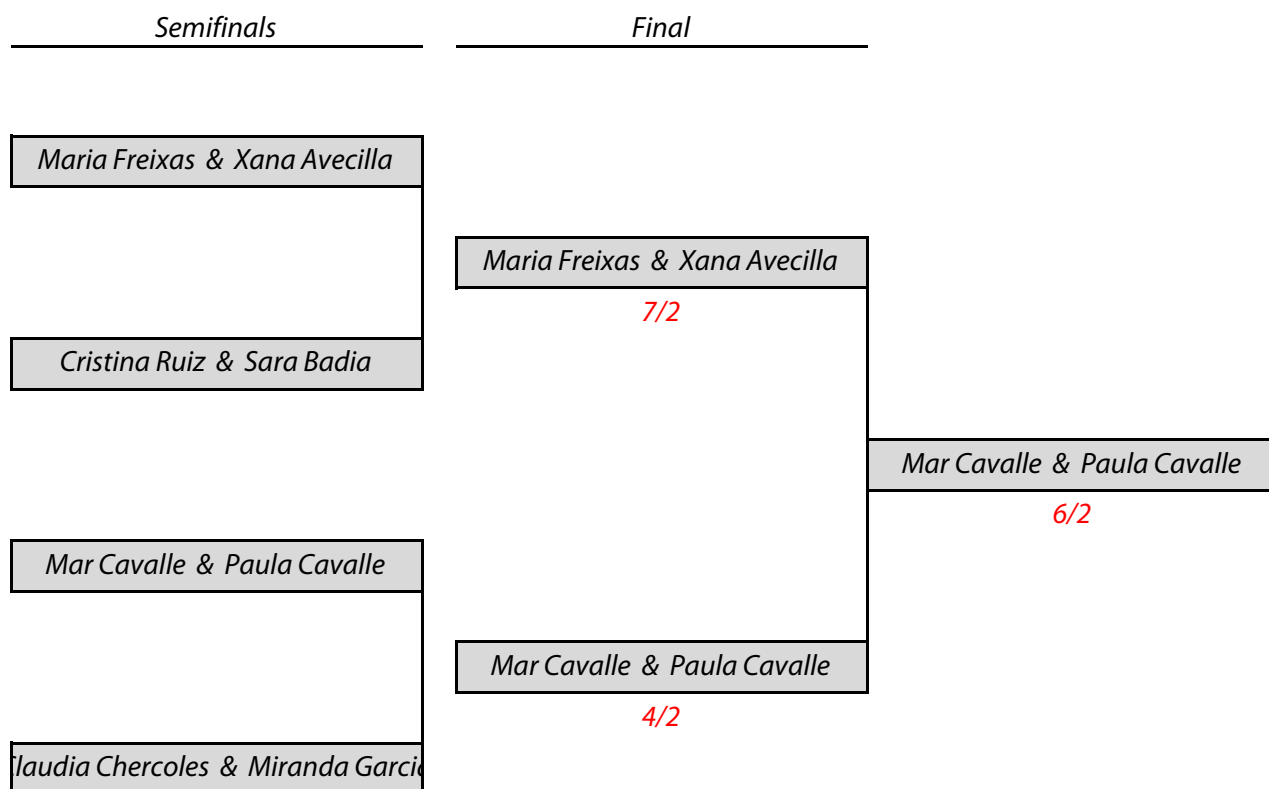 Semifinals
Final
Maria Freixas & Xana Avecilla
Maria Freixas & Xana Avecilla
7/2
Cristina Ruiz & Sara Badia
Mar Cavalle & Paula Cavalle
6/2
Mar Cavalle & Paula Cavalle
Mar Cavalle & Paula Cavalle
4/2
Chercoles & Miranda